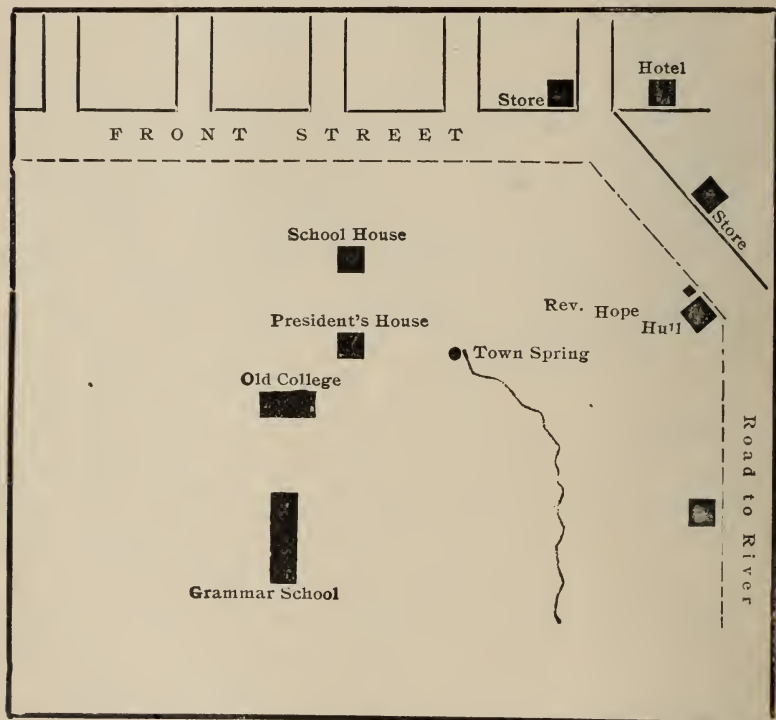 Hotel
Store
FRONT STREET
Store
School House
Rev. Hope Hull
President's House
Town Spring
Old College
Road to River
Grammar School